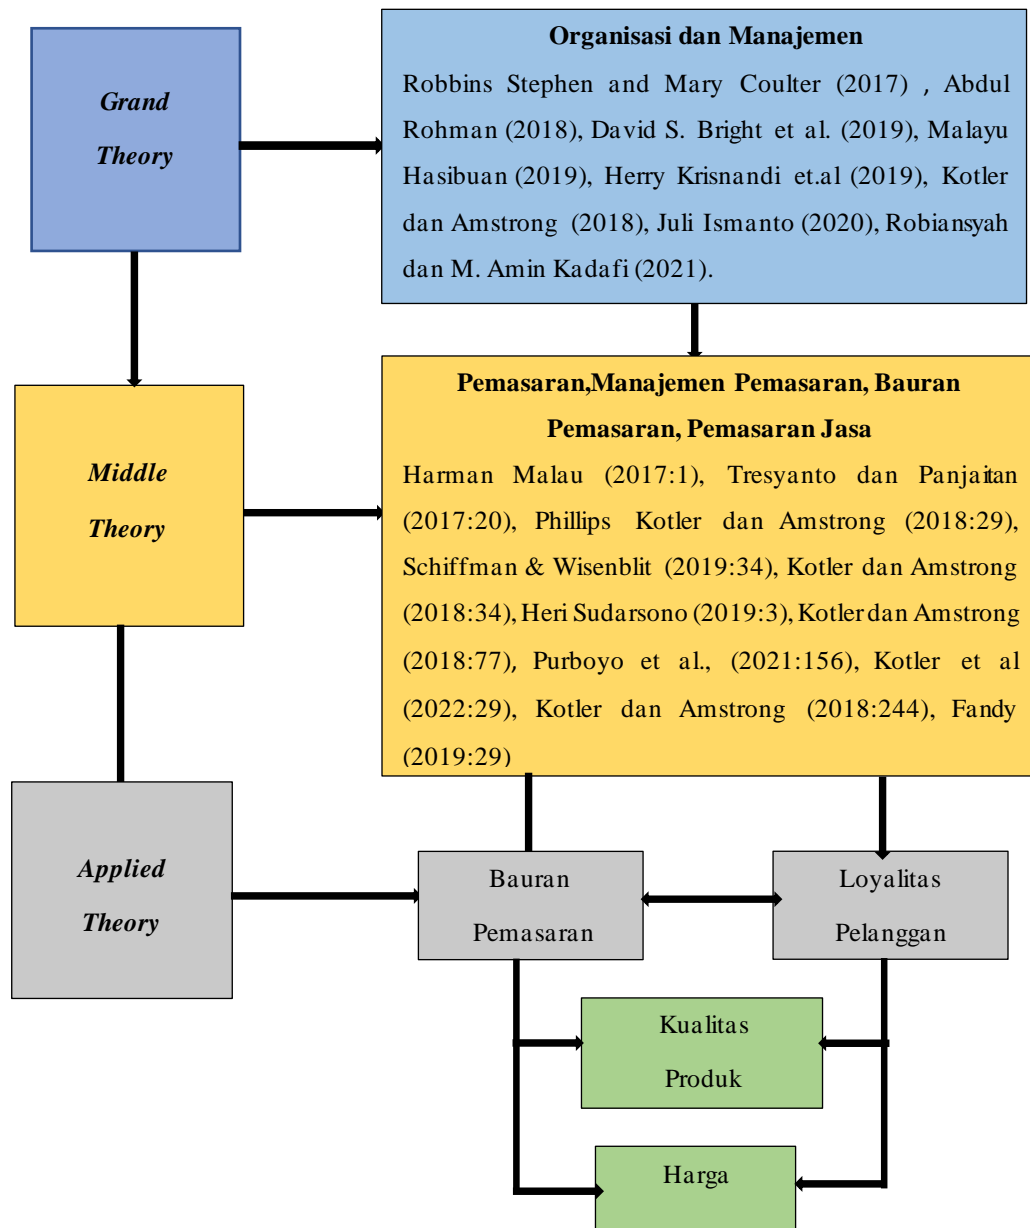 Grand
Theory
Organisasi dan Manajemen
Robbins Stephen and Mary Coulter (2017) , Abdul
Rohman (2018), David S. Bright et al. (2019), Malayu
Hasibuan (2019), Herry Krisnandi et.al (2019), Kotler
dan Amstrong (2018), Juli Ismanto (2020), Robiansyah
dan M. Amin Kadafi (2021).
Middle
Theory
Pemasaran,Manajemen Pemasaran, Bauran
Pemasaran, Pemasaran Jasa
Harman Malau (2017:1), Tresyanto dan Panjaitan
(2017:20), Phillips Kotler dan Amstrong (2018:29),
Schiffman & Wisenblit (2019:34), Kotler dan Amstrong
(2018:34), Heri Sudarsono (2019:3), Kotler dan Amstrong
(2018:77), Purboyo et al., (2021:156), Kotler et al
(2022:29), Kotler dan Amstrong (2018:244), Fandy
(2019:29)
Applied
Theory
Bauran
Pemasaran
Loyalitas
Pelanggan
Kualitas
Produk
Harga